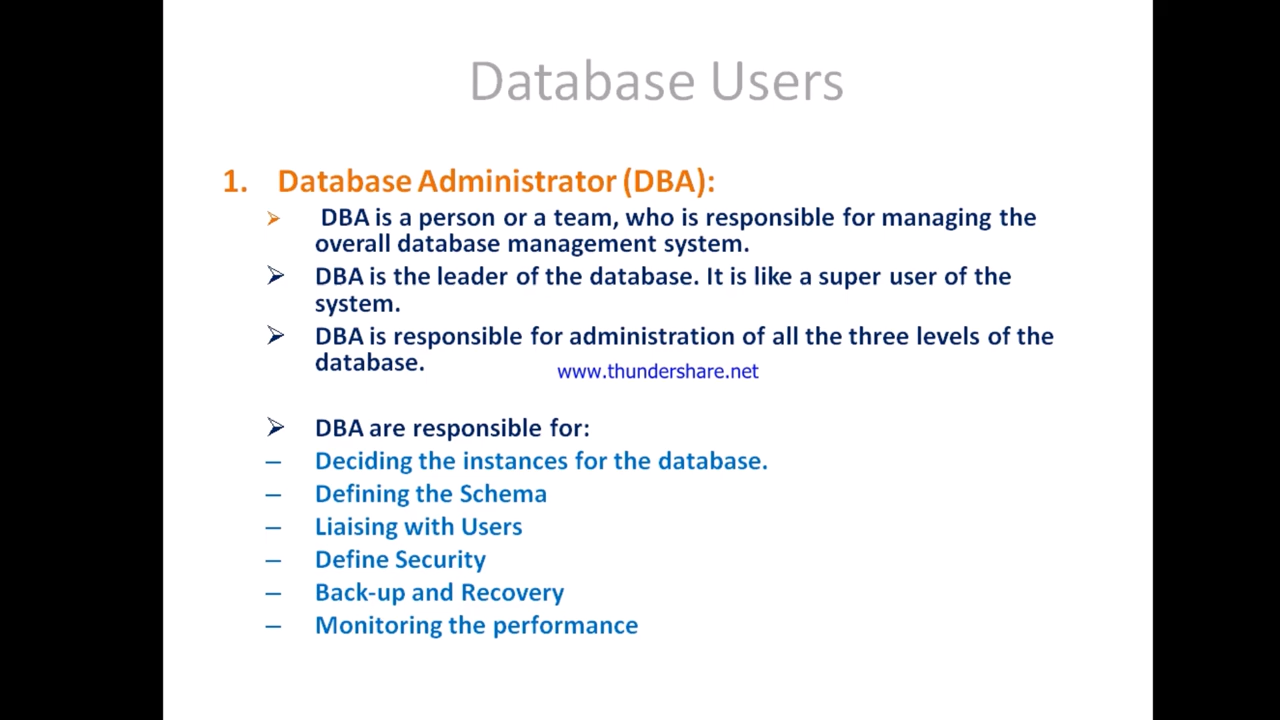 Database Users
1. Database Administrator (DBA):
➢ DBA is a person or a team, who is responsible for managing the
overall database management system.
➢ DBA is the leader of the database. It is like a super user of the
system.
➢ DBA is responsible for administration of all the three levels of the
database.
www.thundershare.net
➢ DBA are responsible for:
– Deciding the instances for the database.
– Defining the Schema
– Liaising with Users
– Define Security
– Back-up and Recovery
– Monitoring the performance